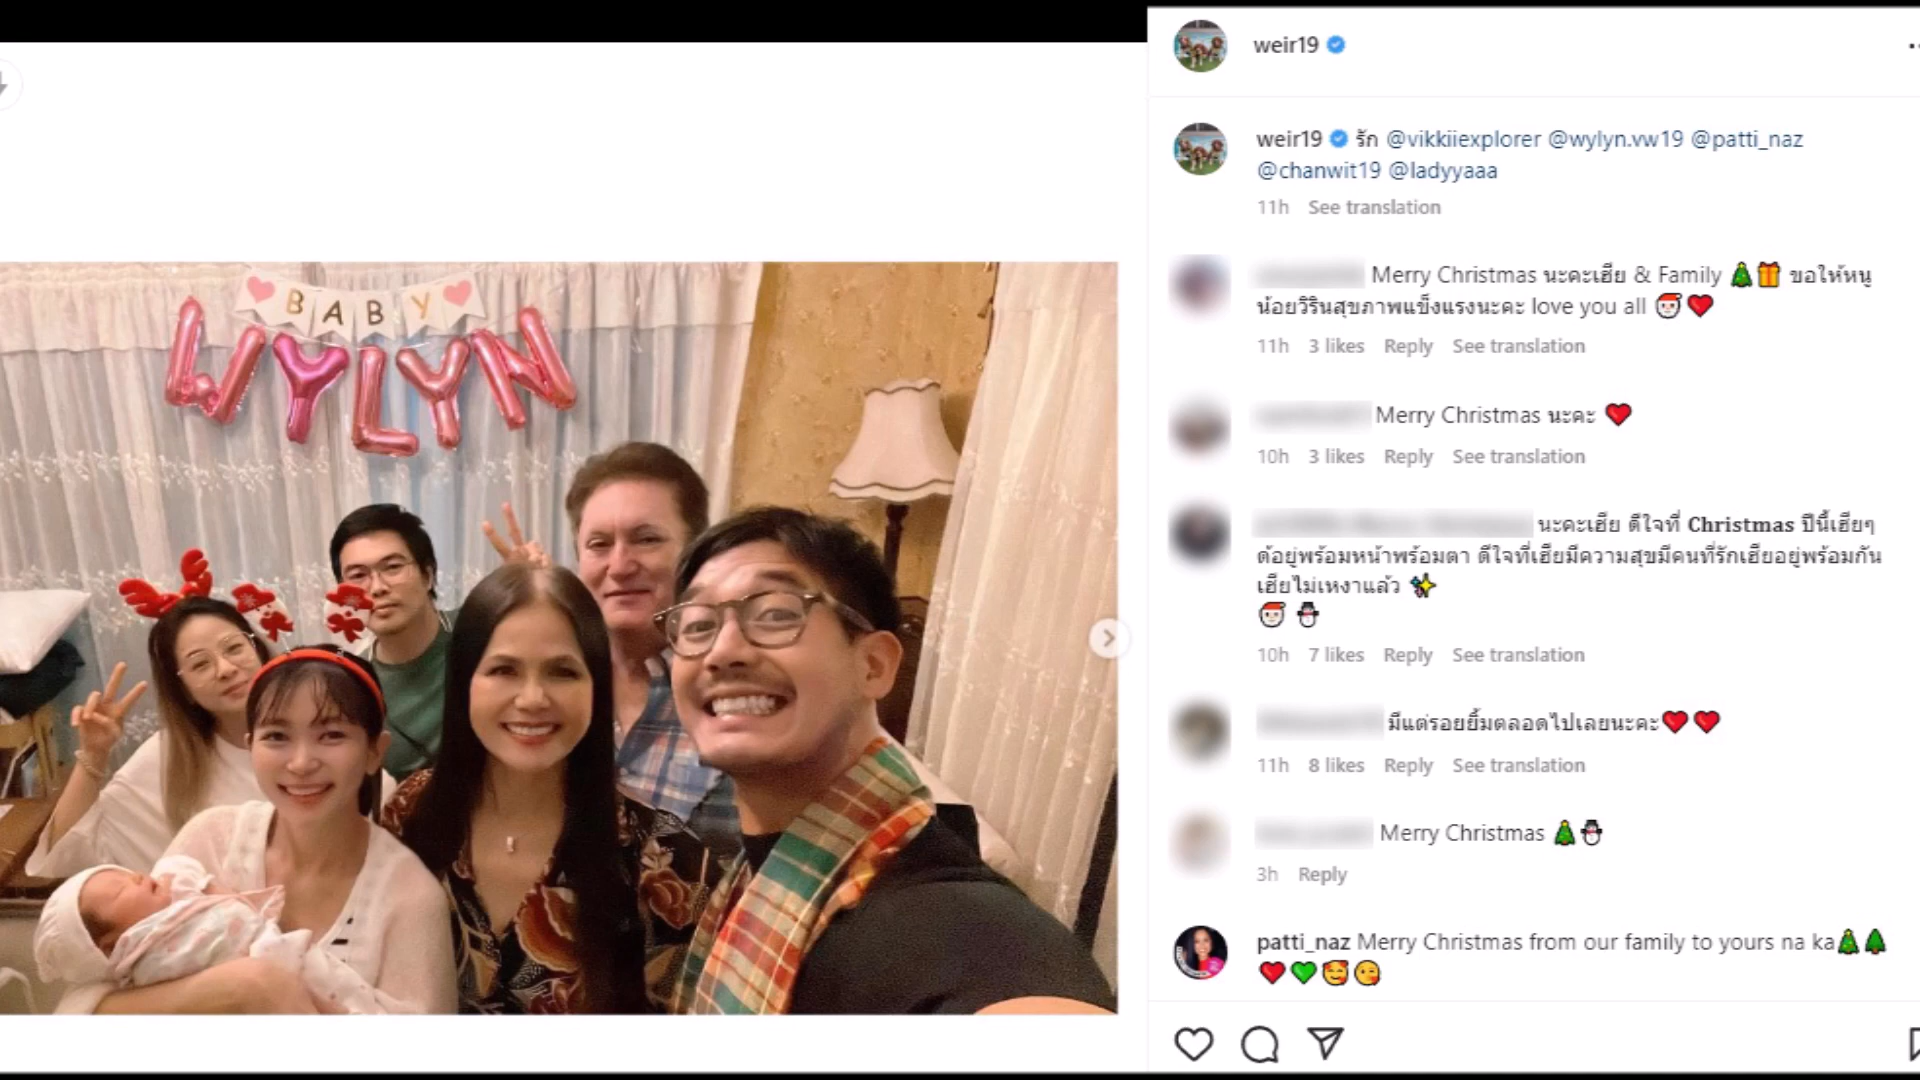 BABY
WYLYN
weir19
weir19 รัก @vikkiiexplorer @wylyn.vw19 @patti_naz
@chanwit19 @ladyyaaa
11h See translation
Merry Christmas นะคะเฮีย & Family 🎄🎁 ขอให้หนู
น้อยวิรินสุขภาพแข็งแรงนะคะ love you all 🎅❤️
11h 3 likes Reply See translation
Merry Christmas นะคะ ❤️
10h 3 likes Reply See translation
นะคะเฮีย ดีใจที่ Christmas ปีนี้เฮียๆ
ด้อยู่พร้อมหน้าพร้อมตา ดีใจที่เฮียมีความสุขมีคนที่รักเฮียอยู่พร้อมกัน
เฮียไม่เหงาแล้ว ✨
🎅 ⛄
10h 7 likes Reply See translation
มีแต่รอยยิ้มตลอดไปเลยนะคะ❤️❤️
11h 8 likes Reply See translation
Merry Christmas 🎄⛄
3h Reply
patti_naz Merry Christmas from our family to yours na ka🎄🌲
❤️💚🥰😘